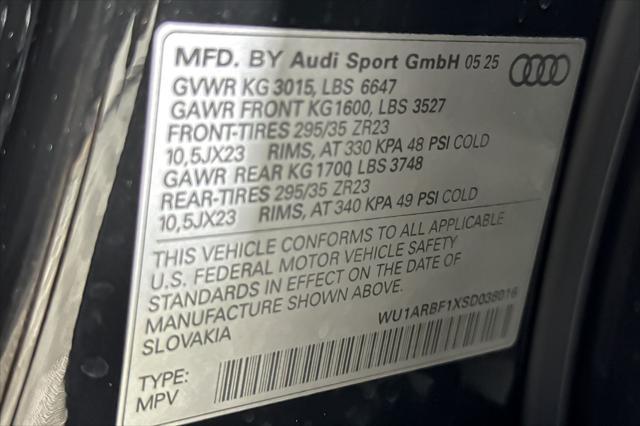 MFD. BY Audi Sport GmbH 05 25
GVWR KG 3015, LBS 6647
GAWR FRONT KG1600, LBS 3527
FRONT-TIRES 295/35 ZR23
10,5JX23 RIMS, AT 330 KPA 48 PSI COLD
GAWR REAR KG 1700, LBS 3748
REAR-TIRES 295/35 ZR23
10,5JX23 RIMS, AT 340 KPA 49 PSI COLD
THIS VEHICLE CONFORMS TO ALL APPLICABLE
U.S. FEDERAL MOTOR VEHICLE SAFETY
STANDARDS IN EFFECT ON THE DATE OF
MANUFACTURE SHOWN ABOVE.
SLOVAKIA
WU1ARBF1XSD038016
TYPE:
MPV